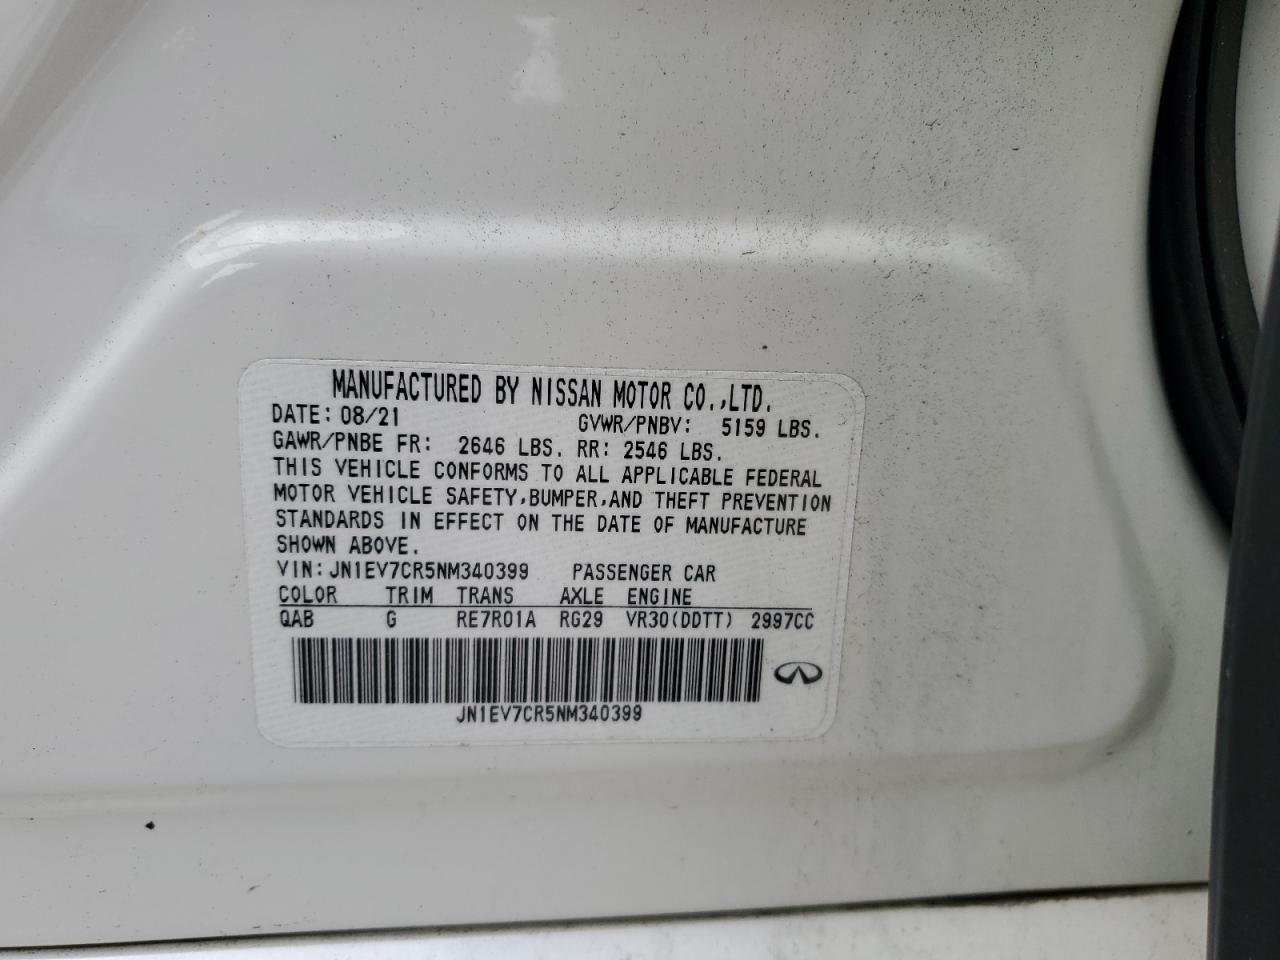 MANUFACTURED BY NISSAN MOTOR CO.,LTD.
DATE: 08/21 GVWR/PNBV: 5159 LBS.
GAWR/PNBE FR: 2646 LBS. RR: 2546 LBS.
THIS VEHICLE CONFORMS TO ALL APPLICABLE FEDERAL
MOTOR VEHICLE SAFETY,BUMPER,AND THEFT PREVENTION
STANDARDS IN EFFECT ON THE DATE OF MANUFACTURE
SHOWN ABOVE.
VIN:JN1EV7CR5NM340399 PASSENGER CAR
COLOR TRIM TRANS AXLE ENGINE
QAB G RE7R01A RG29 VR30(DDTT) 2997CC
JN1EV7CR5NM340399